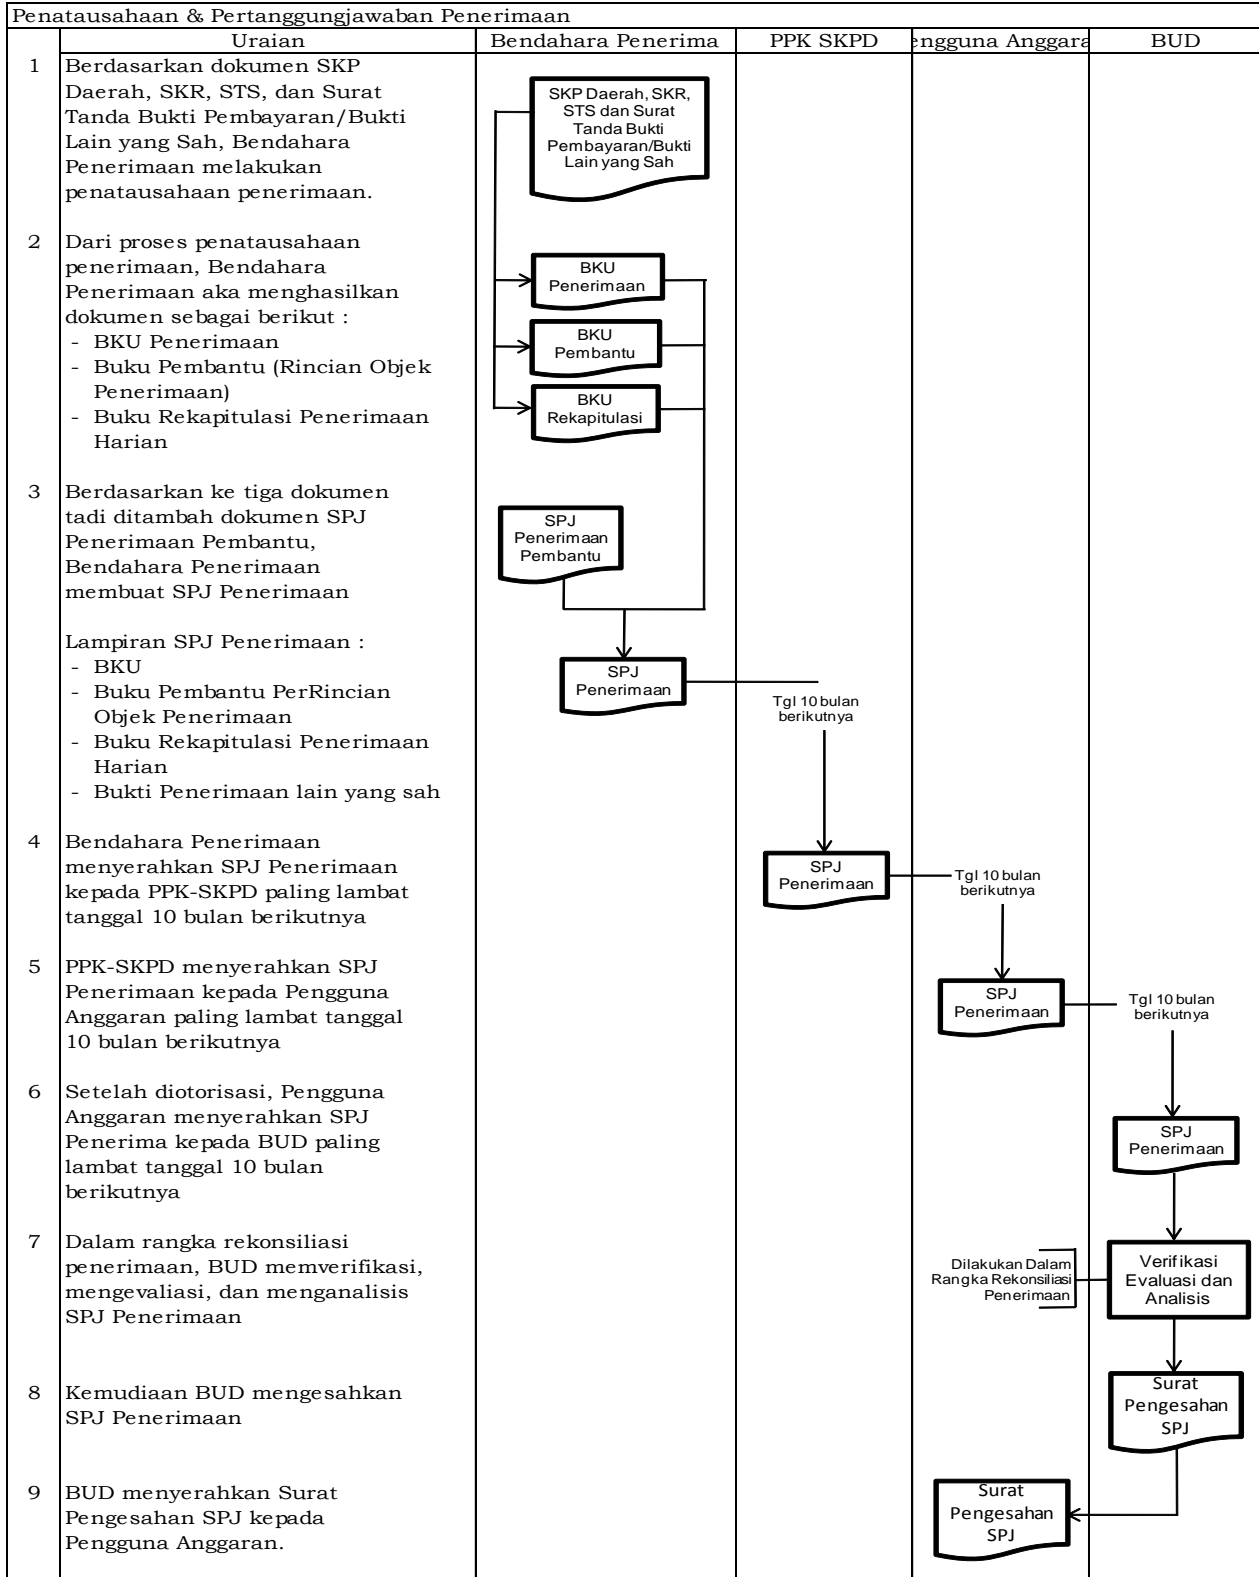 Penatausahaan & Pertanggungjawaban Penerimaan
Uraian
Bendahara Penerima
PPK SKPD
engguna Anggara
BUD
1
Berdasarkan dokumen SKP
Daerah, SKR, STS, dan Surat
Tanda Bukti Pembayaran/Bukti
Lain yang Sah, Bendahara
Penerimaan melakukan
penatausahaan penerimaan.
SKP Daerah, SKR,
STS dan Surat
Tanda Bukti
Pembayaran/Bukti
Lain yang Sah
2
Dari proses penatausahaan
penerimaan, Bendahara
Penerimaan aka menghasilkan
dokumen sebagai berikut :
- BKU Penerimaan
- Buku Pembantu (Rincian Objek
Penerimaan)
- Buku Rekapitulasi Penerimaan
Harian
BKU
Penerimaan
BKU
Pembantu
BKU
Rekapitulasi
3
Berdasarkan ke tiga dokumen
tadi ditambah dokumen SPJ
Penerimaan Pembantu,
Bendahara Penerimaan
membuat SPJ Penerimaan
SPJ
Penerimaan
Pembantu
Lampiran SPJ Penerimaan :
- BKU
- Buku Pembantu PerRincian
Objek Penerimaan
- Buku Rekapitulasi Penerimaan
Harian
- Bukti Penerimaan lain yang sah
SPJ
Penerimaan
Tgl 10 bulan
berikutnya
4
Bendahara Penerimaan
menyerahkan SPJ Penerimaan
kepada PPK-SKPD paling lambat
tanggal 10 bulan berikutnya
SPJ
Penerimaan
Tgl 10 bulan
berikutnya
5
PPK-SKPD menyerahkan SPJ
Penerimaan kepada Pengguna
Anggaran paling lambat tanggal
10 bulan berikutnya
SPJ
Penerimaan
Tgl 10 bulan
berikutnya
6
Setelah diotorisasi, Pengguna
Anggaran menyerahkan SPJ
Penerima kepada BUD paling
lambat tanggal 10 bulan
berikutnya
SPJ
Penerimaan
7
Dalam rangka rekonsiliasi
penerimaan, BUD memverifikasi,
mengevaliasi, dan menganalisis
SPJ Penerimaan
Dilakukan Dalam
Rangka Rekonsiliasi
Penerimaan
Verifikasi
Evaluasi dan
Analisis
8
Kemudiaan BUD mengesahkan
SPJ Penerimaan
Surat
Pengesahan
SPJ
9
BUD menyerahkan Surat
Pengesahan SPJ kepada
Pengguna Anggaran.
Surat
Pengesahan
SPJ